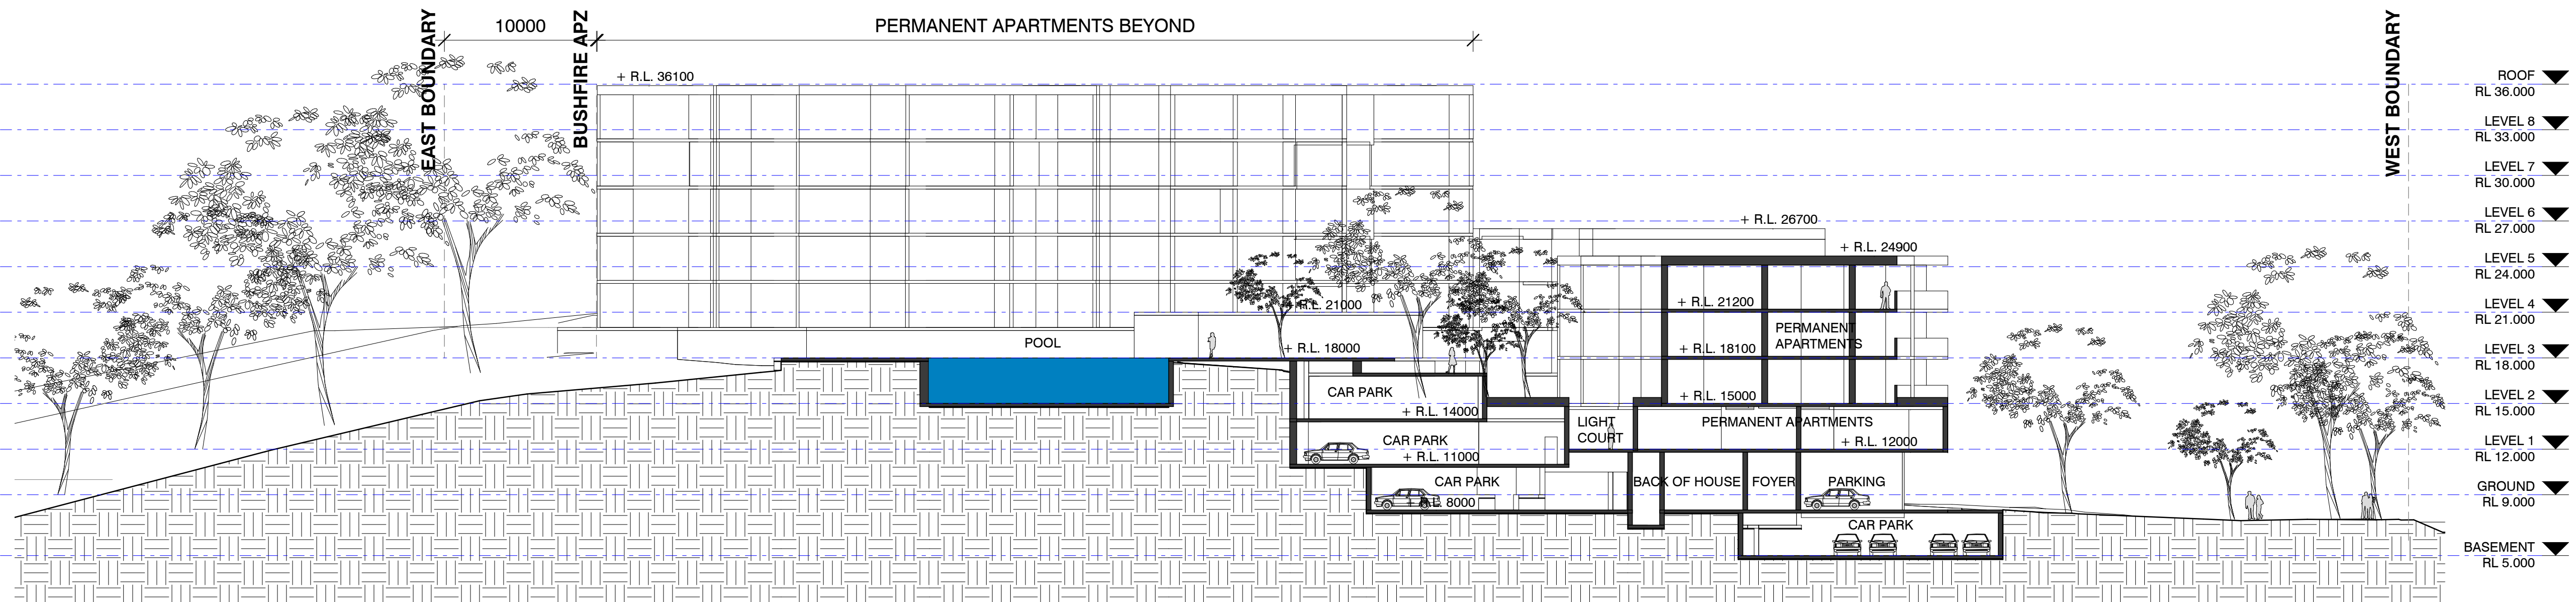 EAST BOUNDARY
10000
BUSHFIRE APZ
PERMANENT APARTMENTS BEYOND
WEST BOUNDARY
+ R.L. 36100
ROOF
RL 36.000
LEVEL 8
RL 33.000
LEVEL 7
RL 30.000
LEVEL 6
RL 27.000
LEVEL 5
RL 24.000
LEVEL 4
RL 21.000
LEVEL 3
RL 18.000
LEVEL 2
RL 15.000
LEVEL 1
RL 12.000
GROUND
RL 9.000
BASEMENT
RL 5.000
+ R.L. 26700
+ R.L. 24900
R.L. 21000
+ R.L. 21200
POOL
+ R.L. 18000
PERMANENT
APARTMENTS
+ R.L. 18100
CAR PARK
+ R.L. 14000
+ R.L. 15000
LIGHT
COURT
PERMANENT APARTMENTS
+ R.L. 12000
CAR PARK
+ R.L. 11000
CAR PARK
+ R.L. 8000
BACK OF HOUSE
FOYER
PARKING
CAR PARK